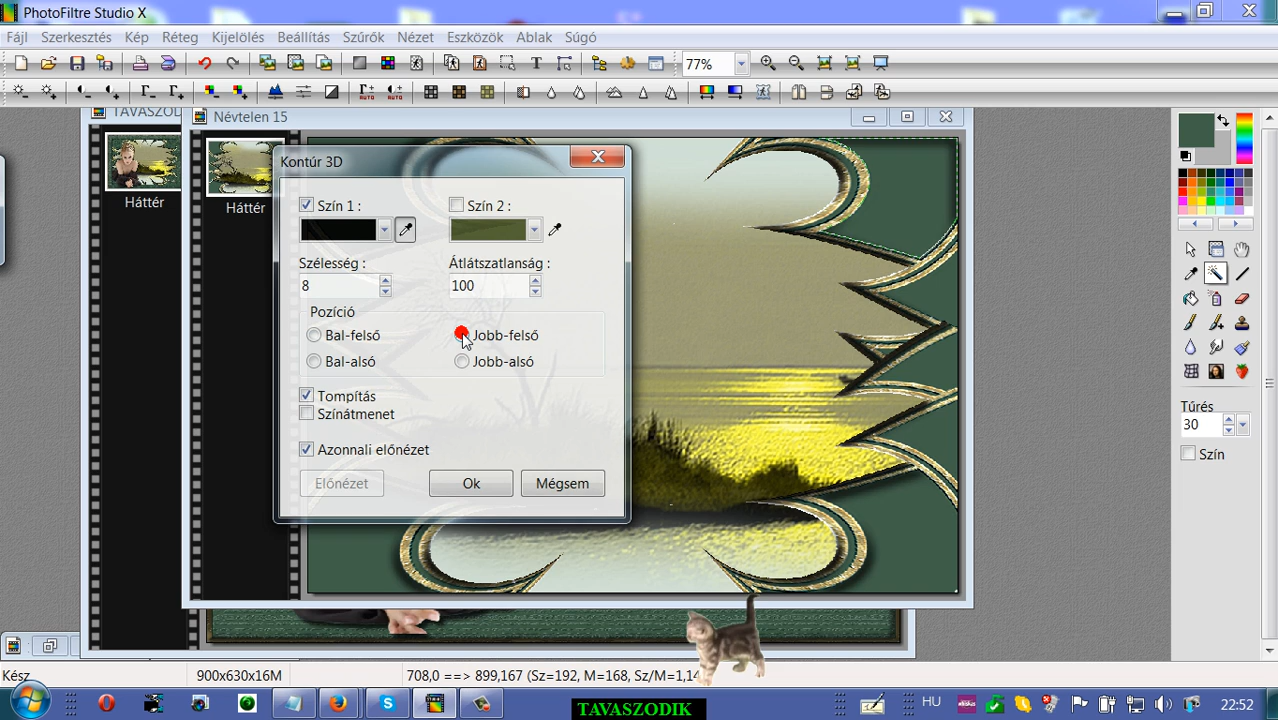 PhotoFiltre Studio X
Fájl Szerkesztés Kép Réteg Kijelölés Beállítás Szűrők Nézet Eszközök Ablak Súgó
77%
TAVASZOD
Névtelen 15
Háttér
Háttér
Kontúr 3D
Szín 1 :
Szín 2 :
Szélesség :
Átlátszatlanság :
8
100
Pozíció
Bal-felső
Jobb-felső
Bal-alsó
Jobb-alsó
Tompítás
Színátmenet
Azonnali előnézet
Előnézet
Ok
Mégsem
Tűrés
30
Szín
Kész
900x630x16M
708,0 ==> 899,167 (Sz=192, M=168, Sz/M=1,14
TAVASZODIK
HU
22:52